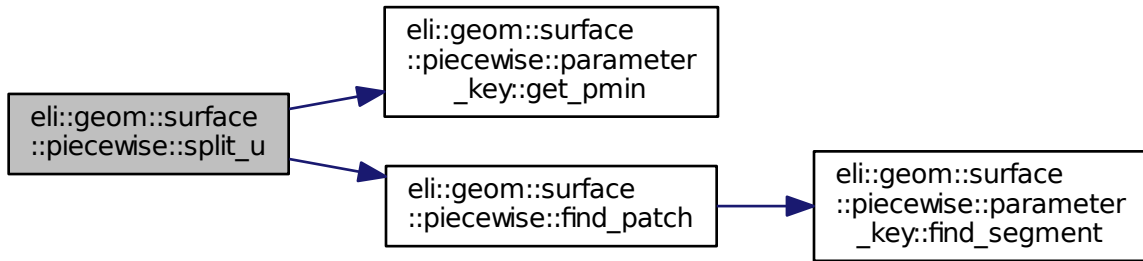 eli::geom::surface
::piecewise::split_u
eli::geom::surface
::piecewise::parameter
_key::get_pmin
eli::geom::surface
::piecewise::find_patch
eli::geom::surface
::piecewise::parameter
_key::find_segment